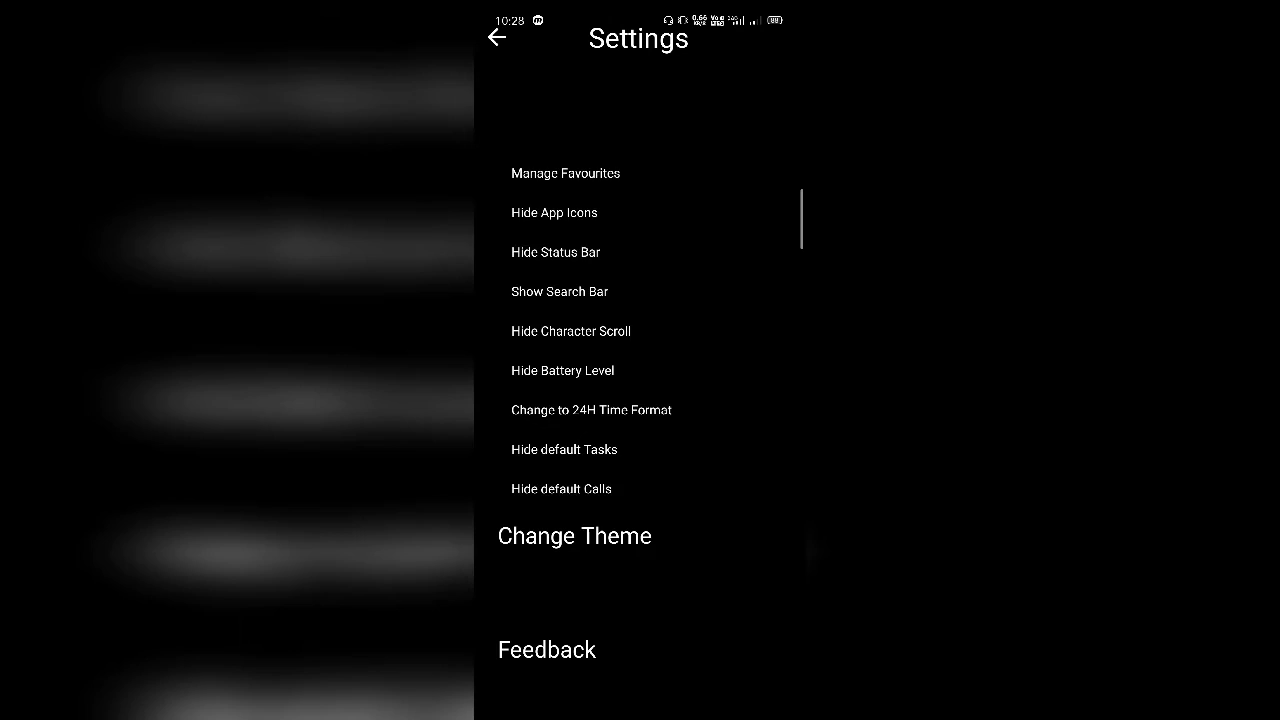 10:28
Settings
Manage Favourites
Hide App Icons
Hide Status Bar
Show Search Bar
Hide Character Scroll
Hide Battery Level
Change to 24H Time Format
Hide default Tasks
Hide default Calls
Change Theme
Feedback